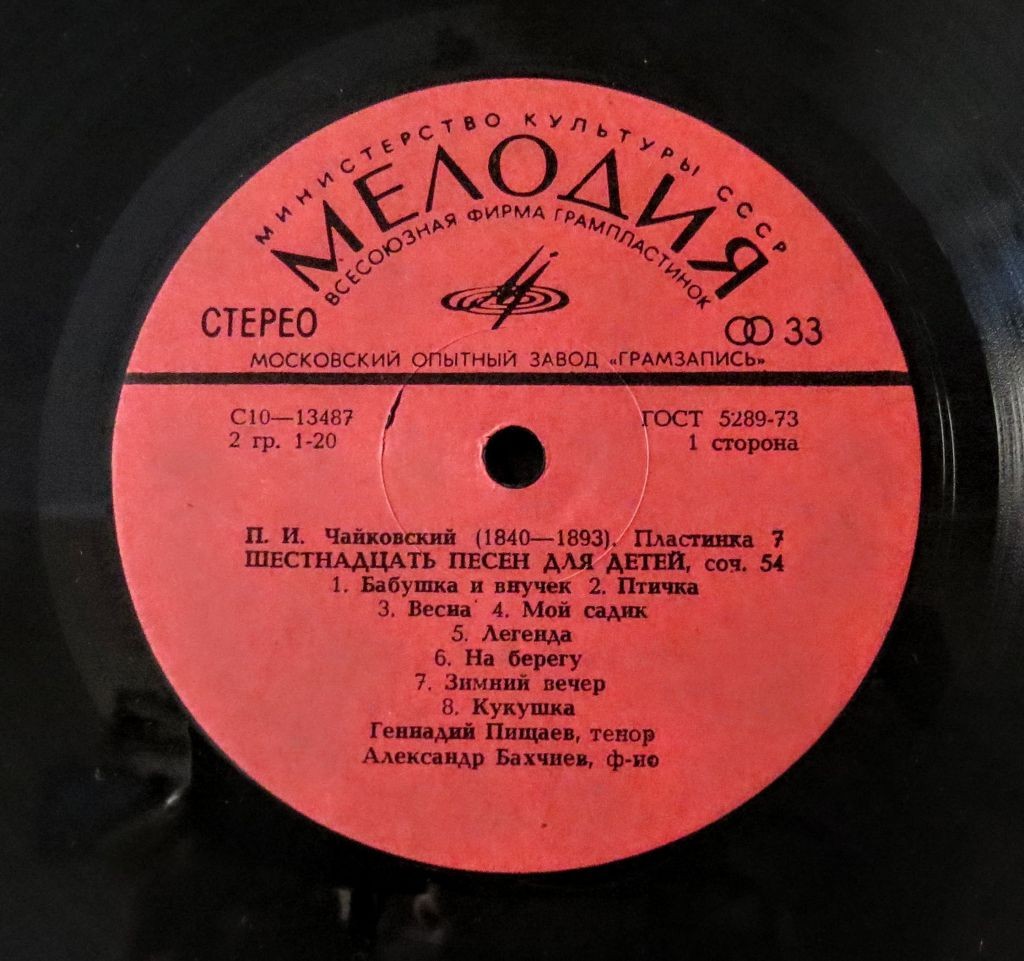 МИНИСТЕРСТВО КУЛЬТУРЫ СССР
МЕЛОДИЯ
ВСЕСОЮЗНАЯ ФИРМА ГРАМПЛАСТИНОК
СТЕРЕО
33
МОСКОВСКИЙ ОПЫТНЫЙ ЗАВОД «ГРАМЗАПИСЬ»
С10—13487
ГОСТ 5289-73
2 гр. 1-20
1 сторона
П. И. Чайковский (1840—1893). Пластинка 7
ШЕСТНАДЦАТЬ ПЕСЕН ДЛЯ ДЕТЕЙ, соч. 54
1. Бабушка и внучек 2. Птичка
3. Весна 4. Мой садик
5. Легенда
6. На берегу
7. Зимний вечер
8. Кукушка
Геннадий Пищаев, тенор
Александр Бахчиев, ф-но